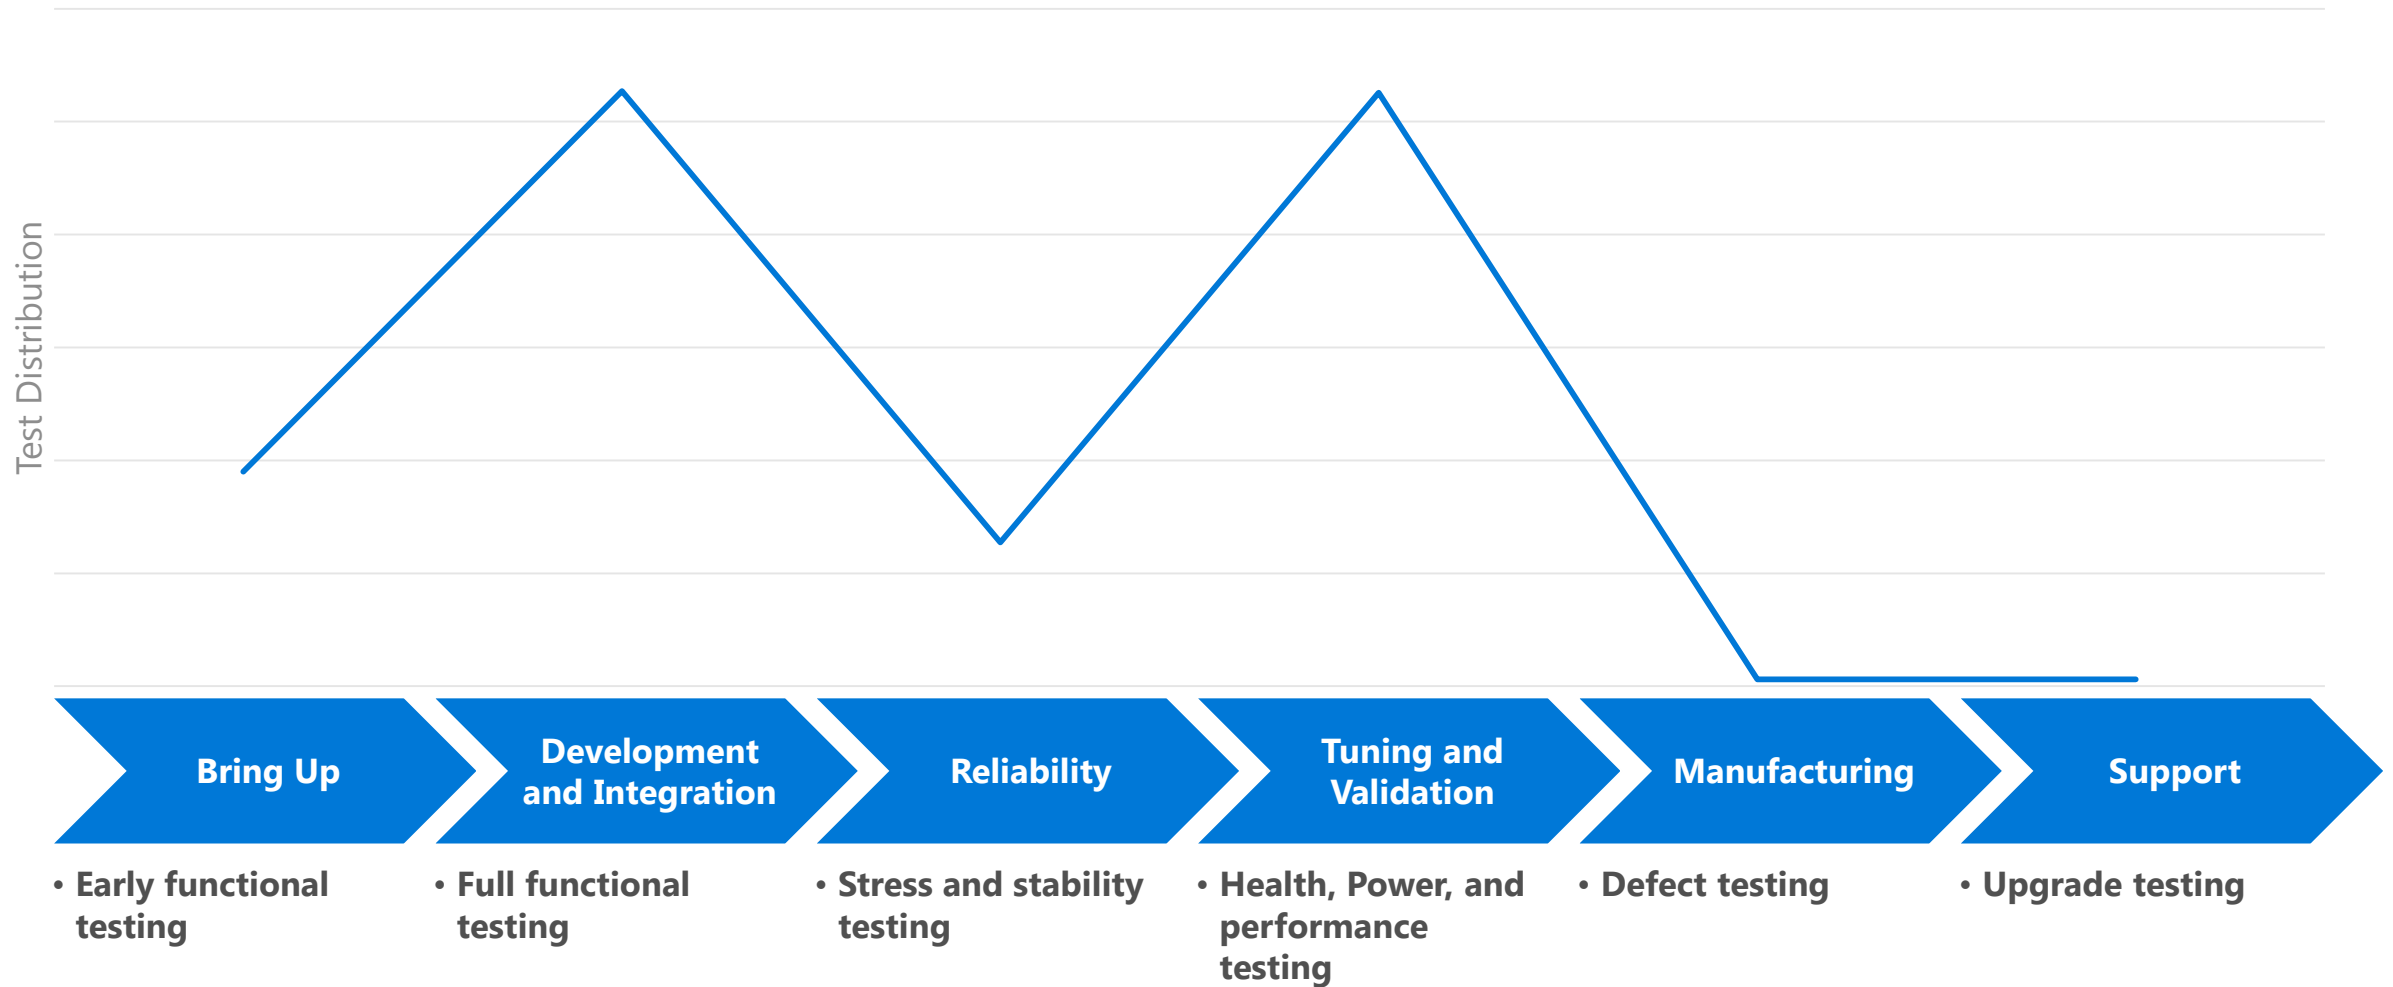 Test Distribution
Bring Up
Development
and Integration
Reliability
Tuning and
Validation
Manufacturing
Support
• Early functional
testing
• Full functional
testing
• Stress and stability
testing
• Health, Power, and
performance
testing
• Defect testing
• Upgrade testing